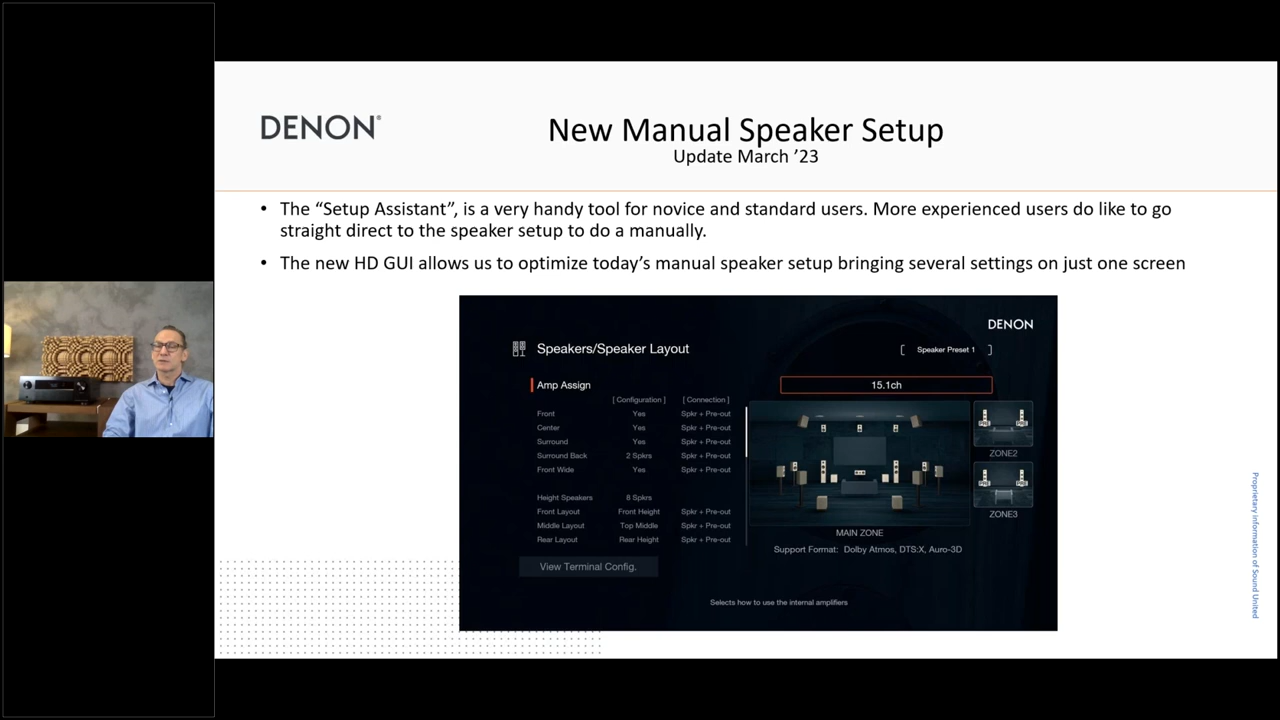 DENON®
New Manual Speaker Setup
Update March ’23
• The “Setup Assistant”, is a very handy tool for novice and standard users. More experienced users do like to go
straight direct to the speaker setup to do a manually.
• The new HD GUI allows us to optimize today’s manual speaker setup bringing several settings on just one screen
DENON
Speakers/Speaker Layout
[ Speaker Preset 1 ]
Amp Assign
15.1ch
[ Configuration ] [ Connection ]
Front Yes Spkr + Pre-out
Center Yes Spkr + Pre-out
Surround Yes Spkr + Pre-out
Surround Back 2 Spkrs Spkr + Pre-out
Front Wide Yes Spkr + Pre-out
Height Speakers 8 Spkrs
Front Layout Front Height Spkr + Pre-out
Middle Layout Top Middle Spkr + Pre-out
Rear Layout Rear Height Spkr + Pre-out
ZONE2
ZONE3
MAIN ZONE
Support Format: Dolby Atmos, DTS:X, Auro-3D
View Terminal Config.
Selects how to use the internal amplifiers
Proprietary information of Sound United